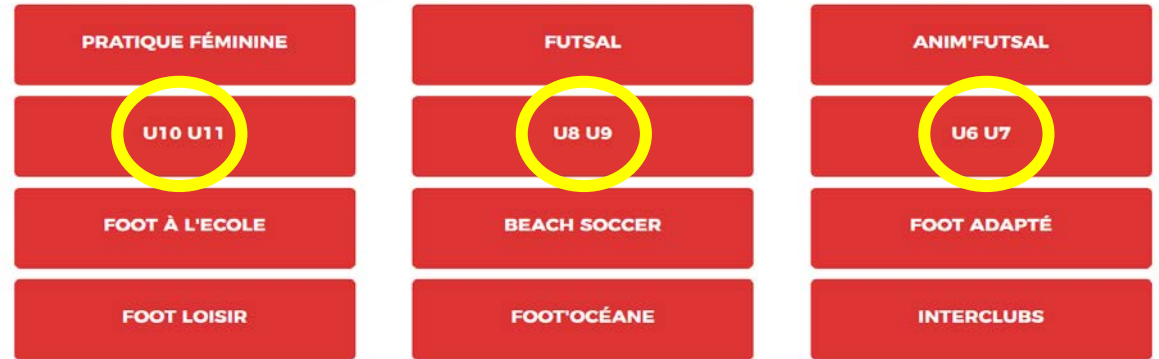 PRATIQUE FÉMININE
FUTSAL
ANIM'FUTSAL
U10 U11
U8 U9
U6 U7
FOOT À L'ECOLE
BEACH SOCCER
FOOT ADAPTÉ
FOOT LOISIR
FOOT'OCÉANE
INTERCLUBS